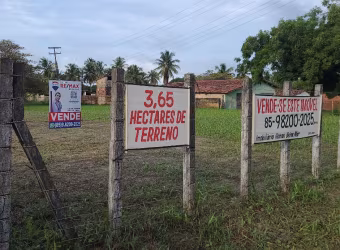 RE/MAX
VENDE
3,65
HECTARES
DE
TERRENO
VENDE-SE ESTE IMÓVEL
85-98200-2025